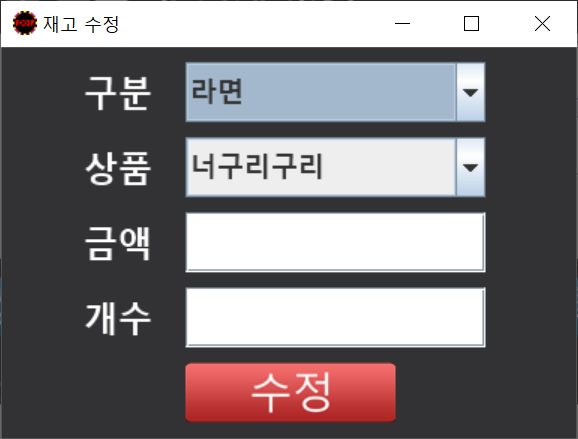 재고 수정
구분 라면
상품 너구리구리
금액
개수
수정